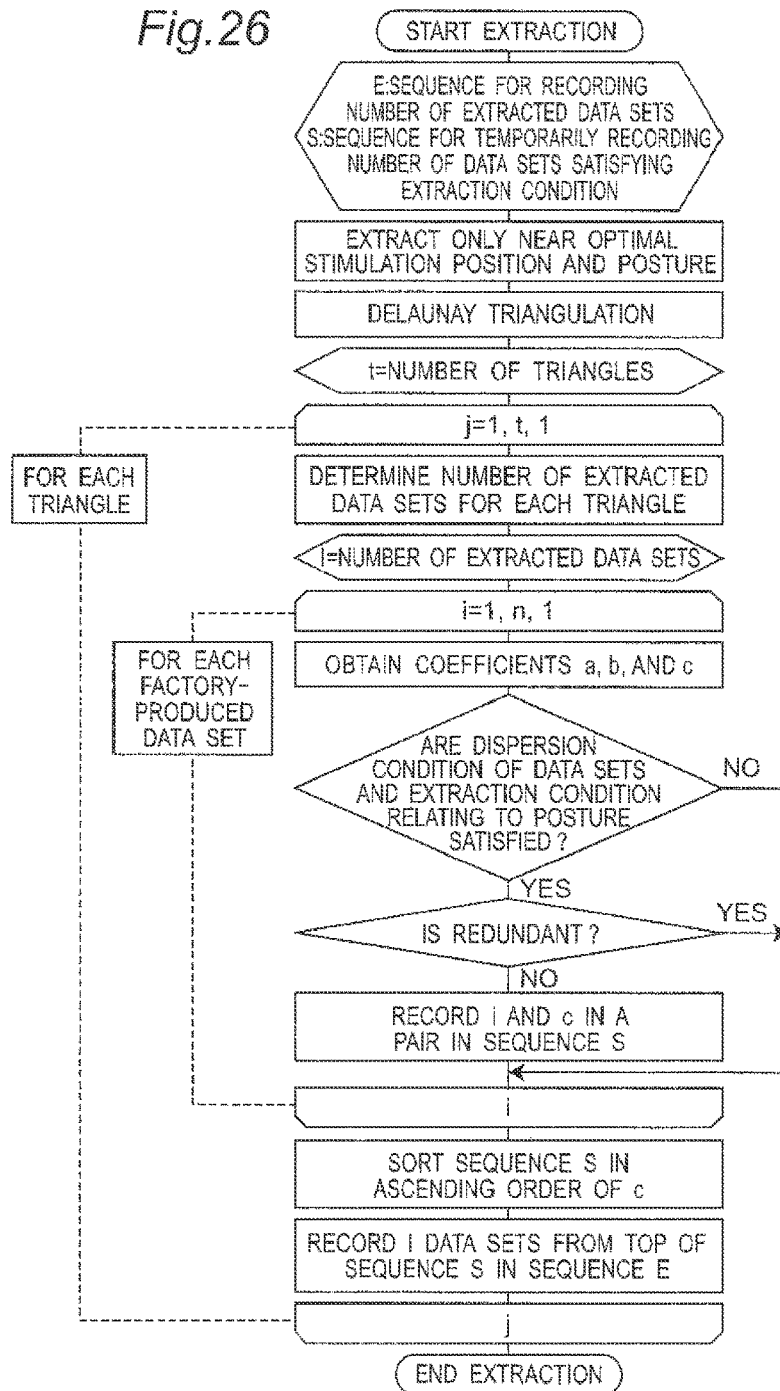 Fig.26
START EXTRACTION
E:SEQUENCE FOR RECORDING
NUMBER OF EXTRACTED DATA SETS
S:SEQUENCE FOR TEMPORARILY RECORDING
NUMBER OF DATA SETS SATISFYING
EXTRACTION CONDITION
EXTRACT ONLY NEAR OPTIMAL
STIMULATION POSITION AND POSTURE
DELAUNAY TRIANGULATION
t=NUMBER OF TRIANGLES
j=1, t, 1
FOR EACH
TRIANGLE
DETERMINE NUMBER OF EXTRACTED
DATA SETS FOR EACH TRIANGLE
l=NUMBER OF EXTRACTED DATA SETS
i=1, n, 1
FOR EACH
FACTORY-
PRODUCED
DATA SET
OBTAIN COEFFICIENTS a, b, AND c
ARE DISPERSION
CONDITION OF DATA SETS
AND EXTRACTION CONDITION
RELATING TO POSTURE
SATISFIED?
NO
YES
IS REDUNDANT?
YES
NO
RECORD i AND c IN A
PAIR IN SEQUENCE S
SORT SEQUENCE S IN
ASCENDING ORDER OF c
RECORD l DATA SETS FROM TOP OF
SEQUENCE S IN SEQUENCE E
END EXTRACTION